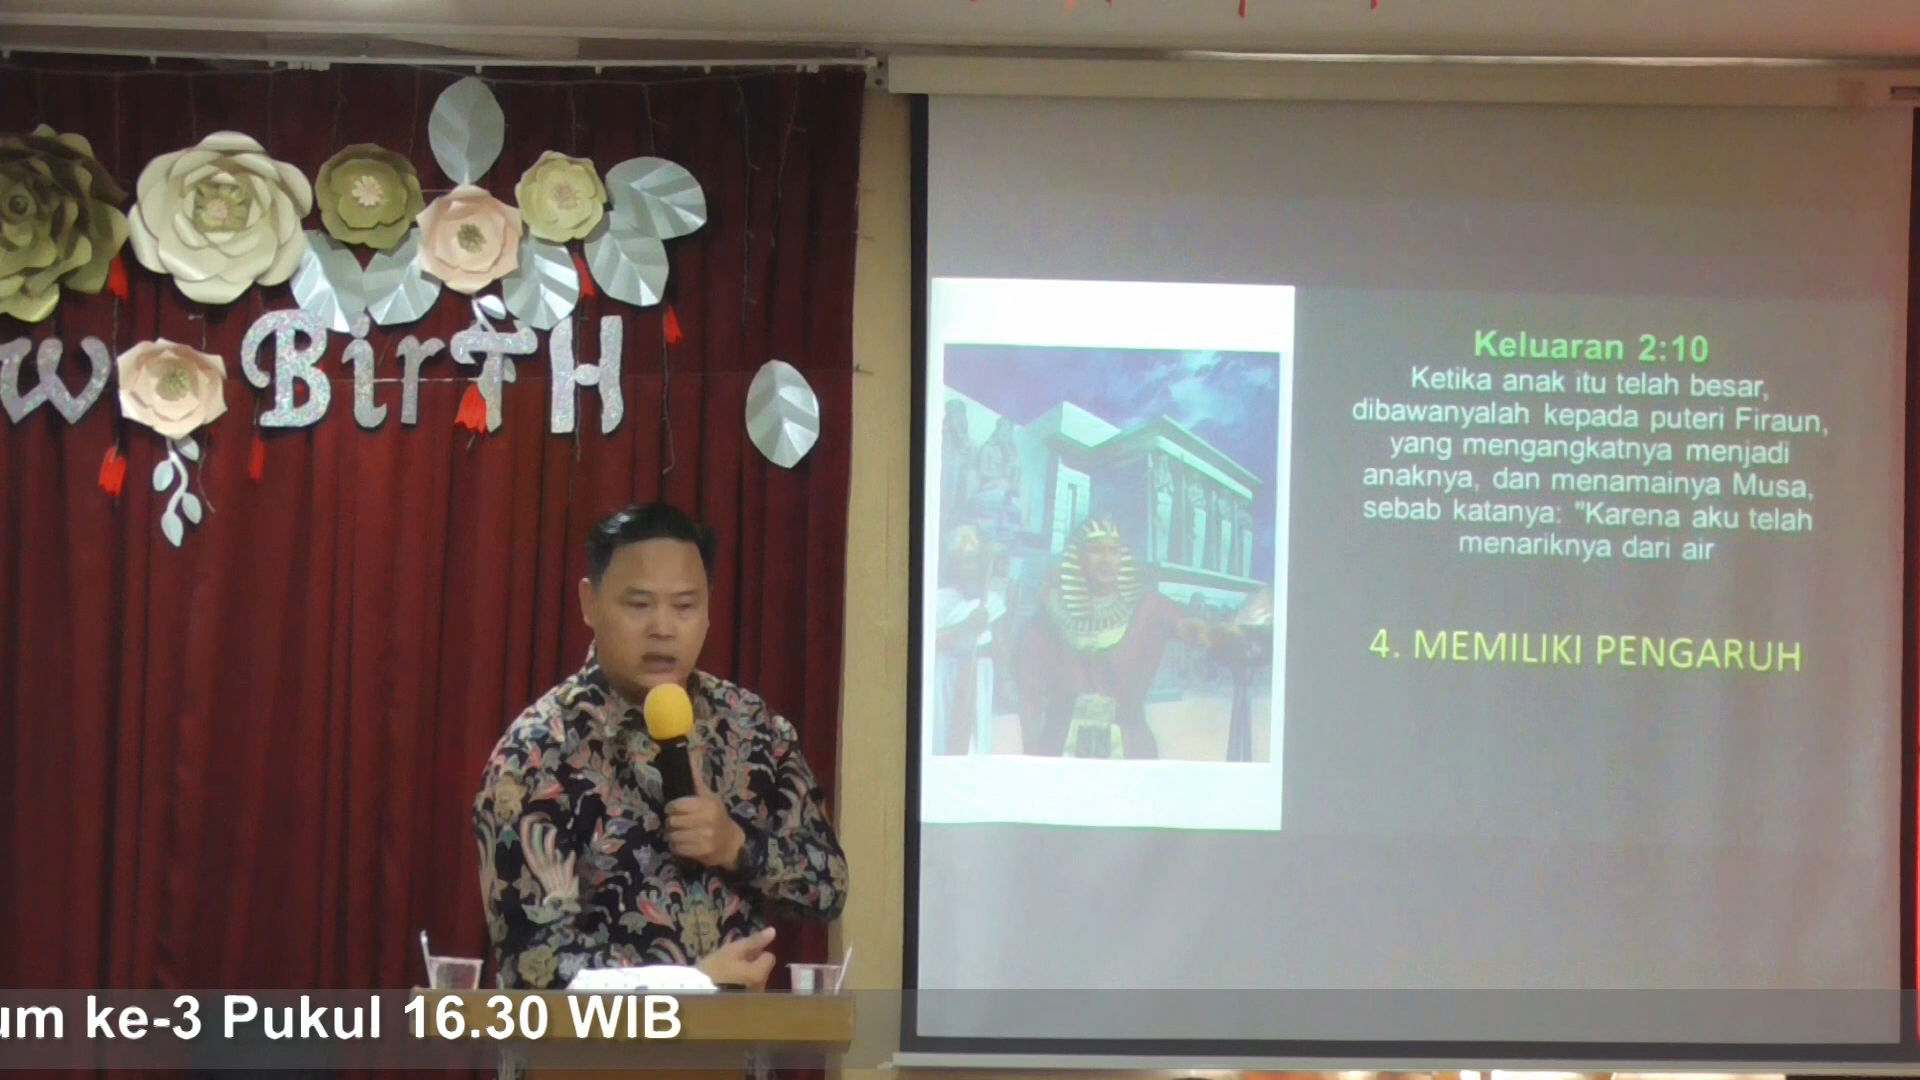 w BirTH
Keluaran 2:10
Ketika anak itu telah besar,
dibawanyalah kepada puteri Firaun,
yang mengangkatnya menjadi
anaknya, dan menamainya Musa,
sebab katanya: "Karena aku telah
menariknya dari air
4. MEMILIKI PENGARUH
um ke-3 Pukul 16.30 WIB